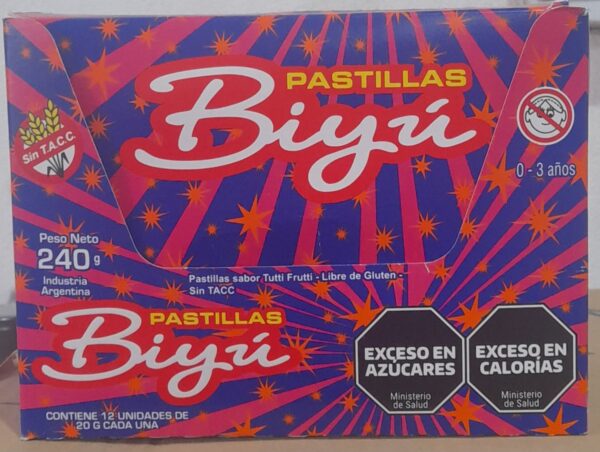 PASTILLAS
Biyú
Sin T.A.C.C.
0 - 3 años
Peso Neto
240 g
Industria
Argentina
Pastillas sabor Tutti Frutti - Libre de Gluten -
Sin TACC
PASTILLAS
Biyú
CONTIENE 12 UNIDADES DE
20 G CADA UNA
EXCESO EN
AZÚCARES
Ministerio
de Salud
EXCESO EN
CALORÍAS
Ministerio
de Salud